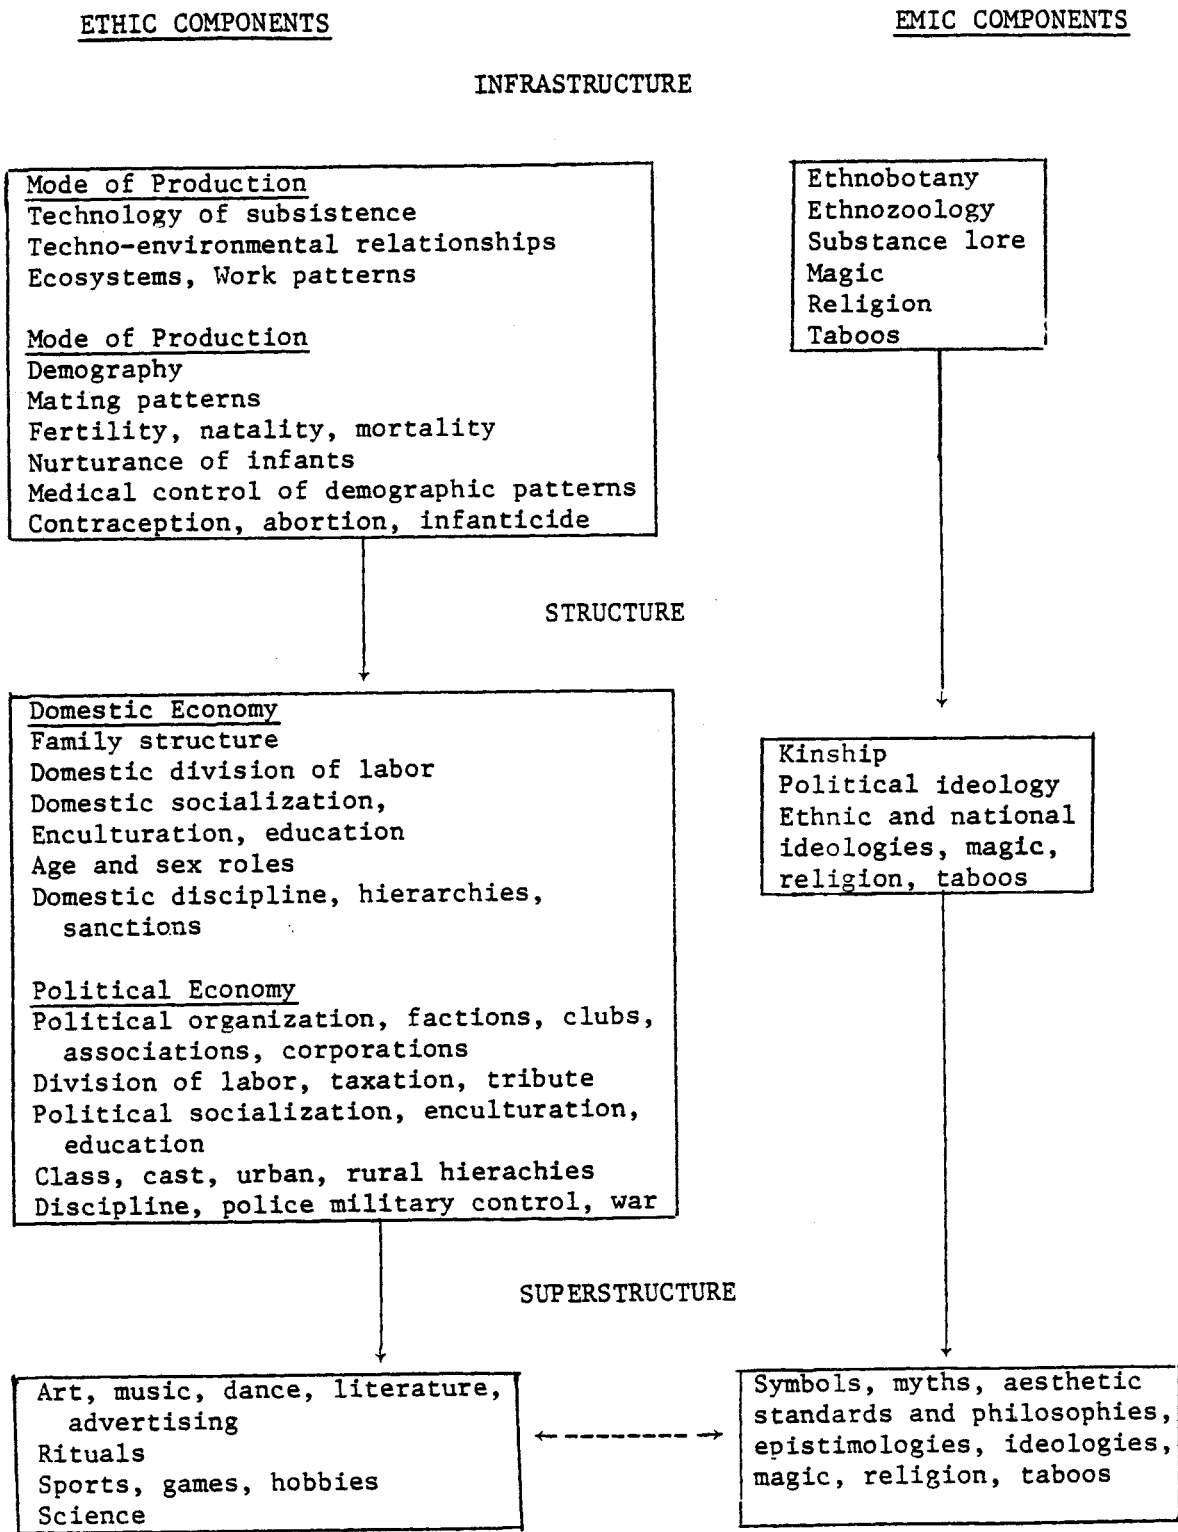 ETHIC COMPONENTS
EMIC COMPONENTS
INFRASTRUCTURE
Mode of Production
Technology of subsistence
Techno-environmental relationships
Ecosystems, Work patterns
Mode of Production
Demography
Mating patterns
Fertility, natality, mortality
Nurturance of infants
Medical control of demographic patterns
Contraception, abortion, infanticide
Ethnobotany
Ethnozoology
Substance lore
Magic
Religion
Taboos
STRUCTURE
Domestic Economy
Family structure
Domestic division of labor
Domestic socialization,
Enculturation, education
Age and sex roles
Domestic discipline, hierarchies,
sanctions
Political Economy
Political organization, factions, clubs,
associations, corporations
Division of labor, taxation, tribute
Political socialization, enculturation,
education
Class, cast, urban, rural hierachies
Discipline, police military control, war
Kinship
Political ideology
Ethnic and national
ideologies, magic,
religion, taboos
SUPERSTRUCTURE
Art, music, dance, literature,
advertising
Rituals
Sports, games, hobbies
Science
Symbols, myths, aesthetic
standards and philosophies,
epistimologies, ideologies,
magic, religion, taboos